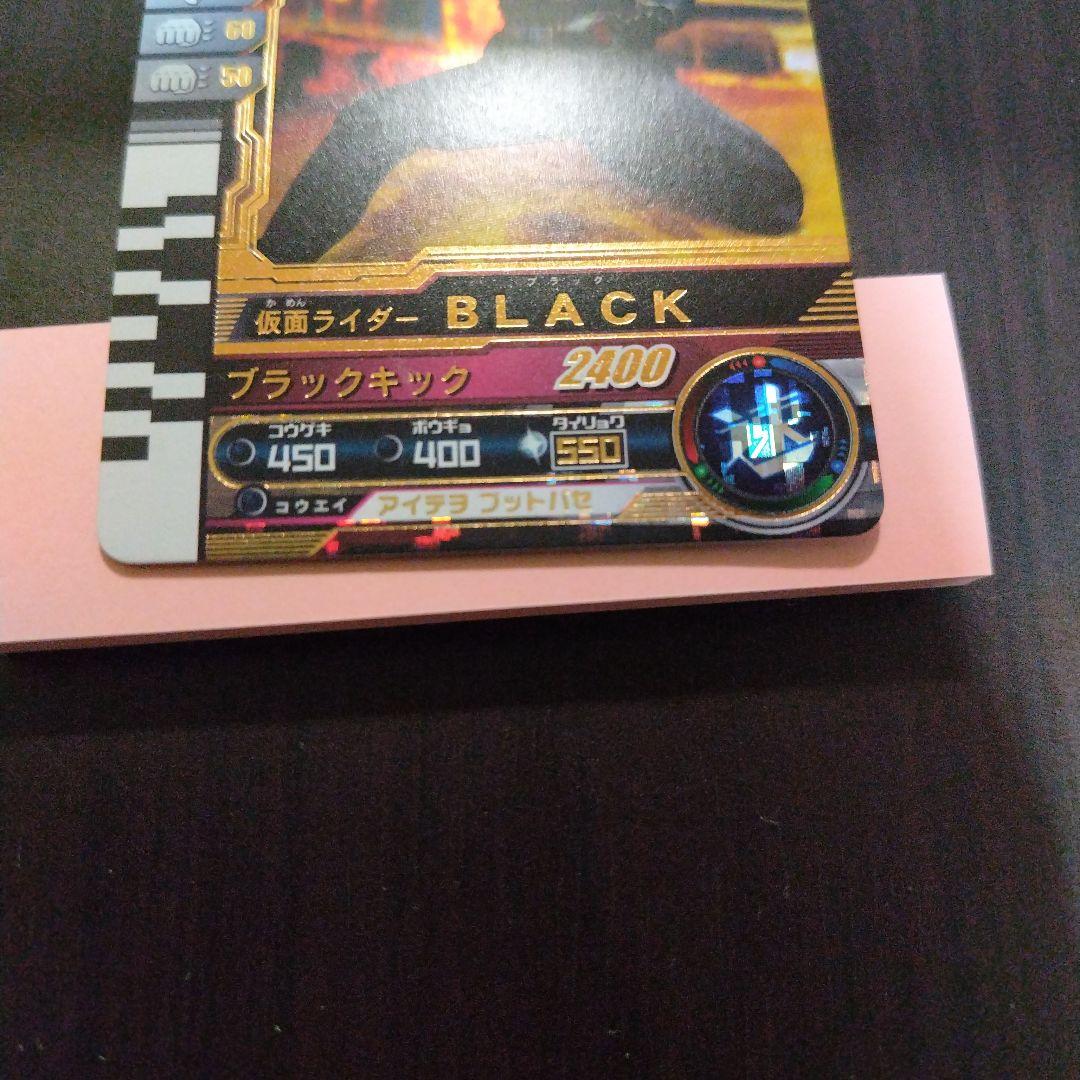 60
50
ブラック
かめん
仮面ライダー BLACK
ブラックキック 2400
コウゲキ ボウギョ タイリョク
450 400 550
コウエイ アイテヲ ブットバセ